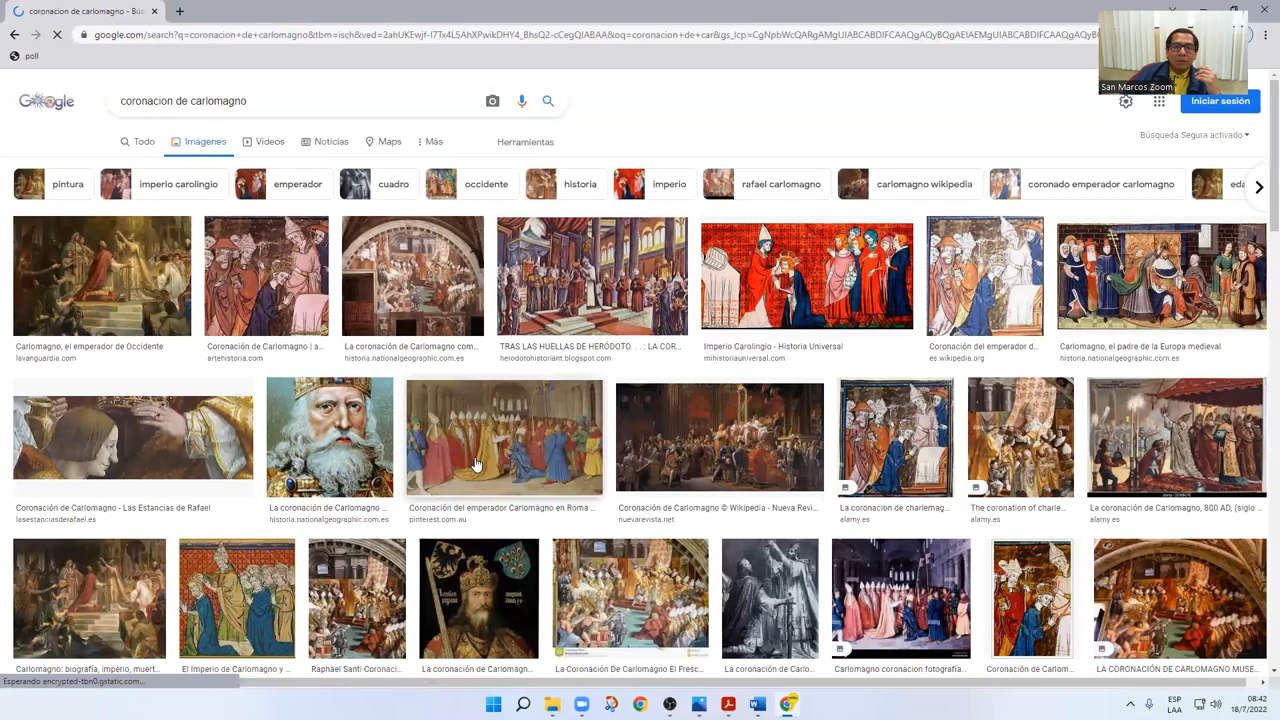 coronacion de carlomagno - Bús
google.com/search?q=coronacion+de+carlomagno&tbm=isch&ved=2ahUKEwjf-I7Tx4L5AhXPwikDHY4_BhsQ2-cCegQIABAA&oq=coronacion+de+car&gs_lcp=CgNpbWcQARgAMgUIABCABDIFCAAQgAQyBQgAEIAEMgUIABCABDIFCAAQgAQyBQgA
poll
San Marcos Zoom
Google
coronacion de carlomagno
Iniciar sesión
Todo
Imágenes
Vídeos
Noticias
Maps
Más
Herramientas
Búsqueda Segura activado
pintura
imperio carolingio
emperador
cuadro
occidente
historia
imperio
rafael carlomagno
carlomagno wikipedia
coronado emperador carlomagno
Carlomagno, el emperador de Occidente
lavanguardia.com
Coronación de Carlomagno | a...
artehistoria.com
La coronación de Carlomagno com...
historia.nationalgeographic.com.es
TRAS LAS HUELLAS DE HERÓDOTO. . . : LA COR...
herodotohistoriant.blogspot.com
Imperio Carolingio - Historia Universal
mihistoriauniversal.com
Coronación del emperador d...
es.wikipedia.org
Carlomagno, el padre de la Europa medieval
historia.nationalgeographic.com.es
Coronación de Carlomagno - Las Estancias de Rafael
lasestanciasderafael.es
La coronación de Carlomagno ...
historia.nationalgeographic.com.es
Coronación del emperador Carlomagno en Roma ...
pinterest.com.au
Coronación de Carlomagno © Wikipedia - Nueva Revi...
nuevarevista.net
La coronacion de charlemag...
alamy.es
The coronation of charle...
alamy.es
La coronación de Carlomagno, 800 AD, (siglo ...
alamy.es
Carlomagno: biografía, imperio, muert...
El Imperio de Carlomagno y ...
Raphael Santi Coronaci...
La coronación de Carlomagn...
La Coronación De Carlomagno El Fresc...
La coronación de Carlo...
Carlomagno coronacion fotografía...
Coronación de Carlom...
LA CORONACIÓN DE CARLOMAGNO MUSE...
Esperando encrypted-tbn0.gstatic.com...
ESP
LAA
08:42
18/7/2022